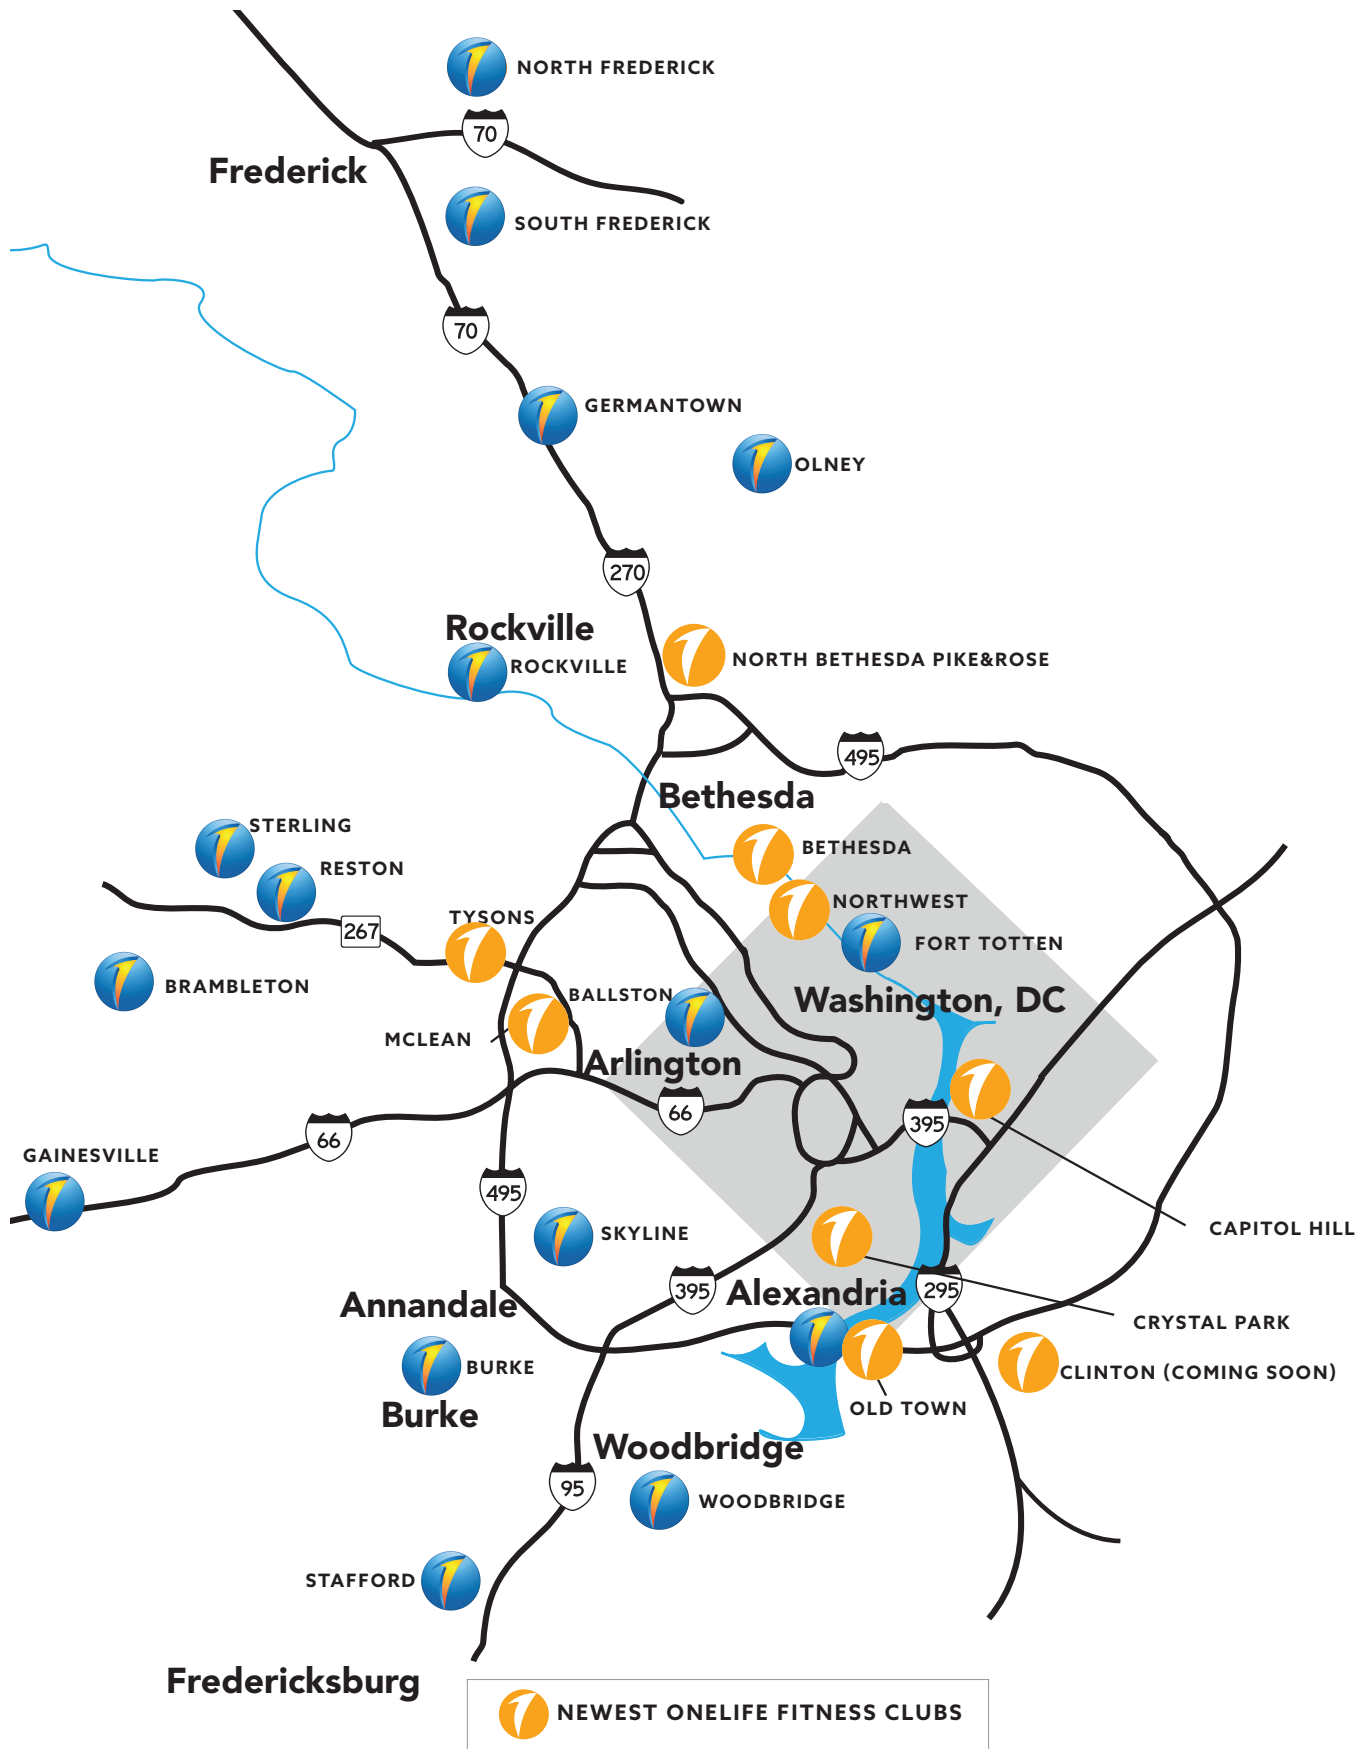 NORTH FREDERICK
70
Frederick
SOUTH FREDERICK
70
GERMANTOWN
OLNEY
270
Rockville
ROCKVILLE
NORTH BETHESDA PIKE&ROSE
495
Bethesda
STERLING
BETHESDA
RESTON
NORTHWEST
TYSONS
267
FORT TOTTEN
BRAMBLETON
BALLSTON
Washington, DC
MCLEAN
Arlington
66
395
66
GAINESVILLE
495
CAPITOL HILL
SKYLINE
395
Alexandria
295
Annandale
CRYSTAL PARK
BURKE
CLINTON (COMING SOON)
OLD TOWN
Burke
Woodbridge
95
WOODBRIDGE
STAFFORD
Fredericksburg
NEWEST ONELIFE FITNESS CLUBS